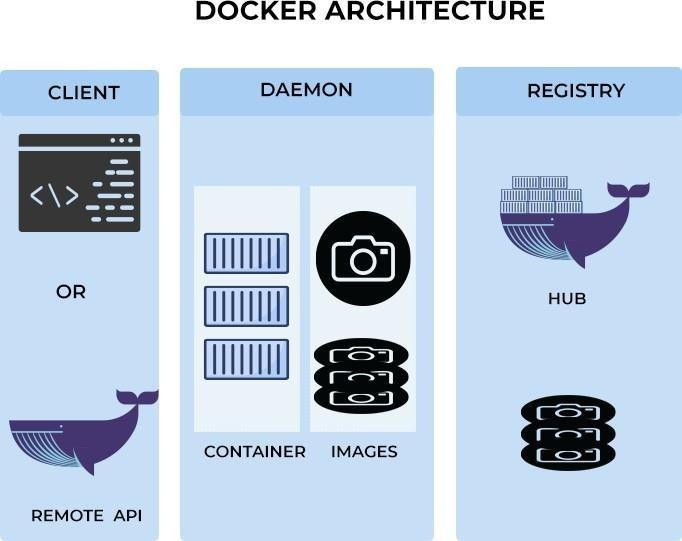 DOCKER ARCHITECTURE
CLIENT
</>
OR
REMOTE API
DAEMON
CONTAINER
IMAGES
REGISTRY
HUB